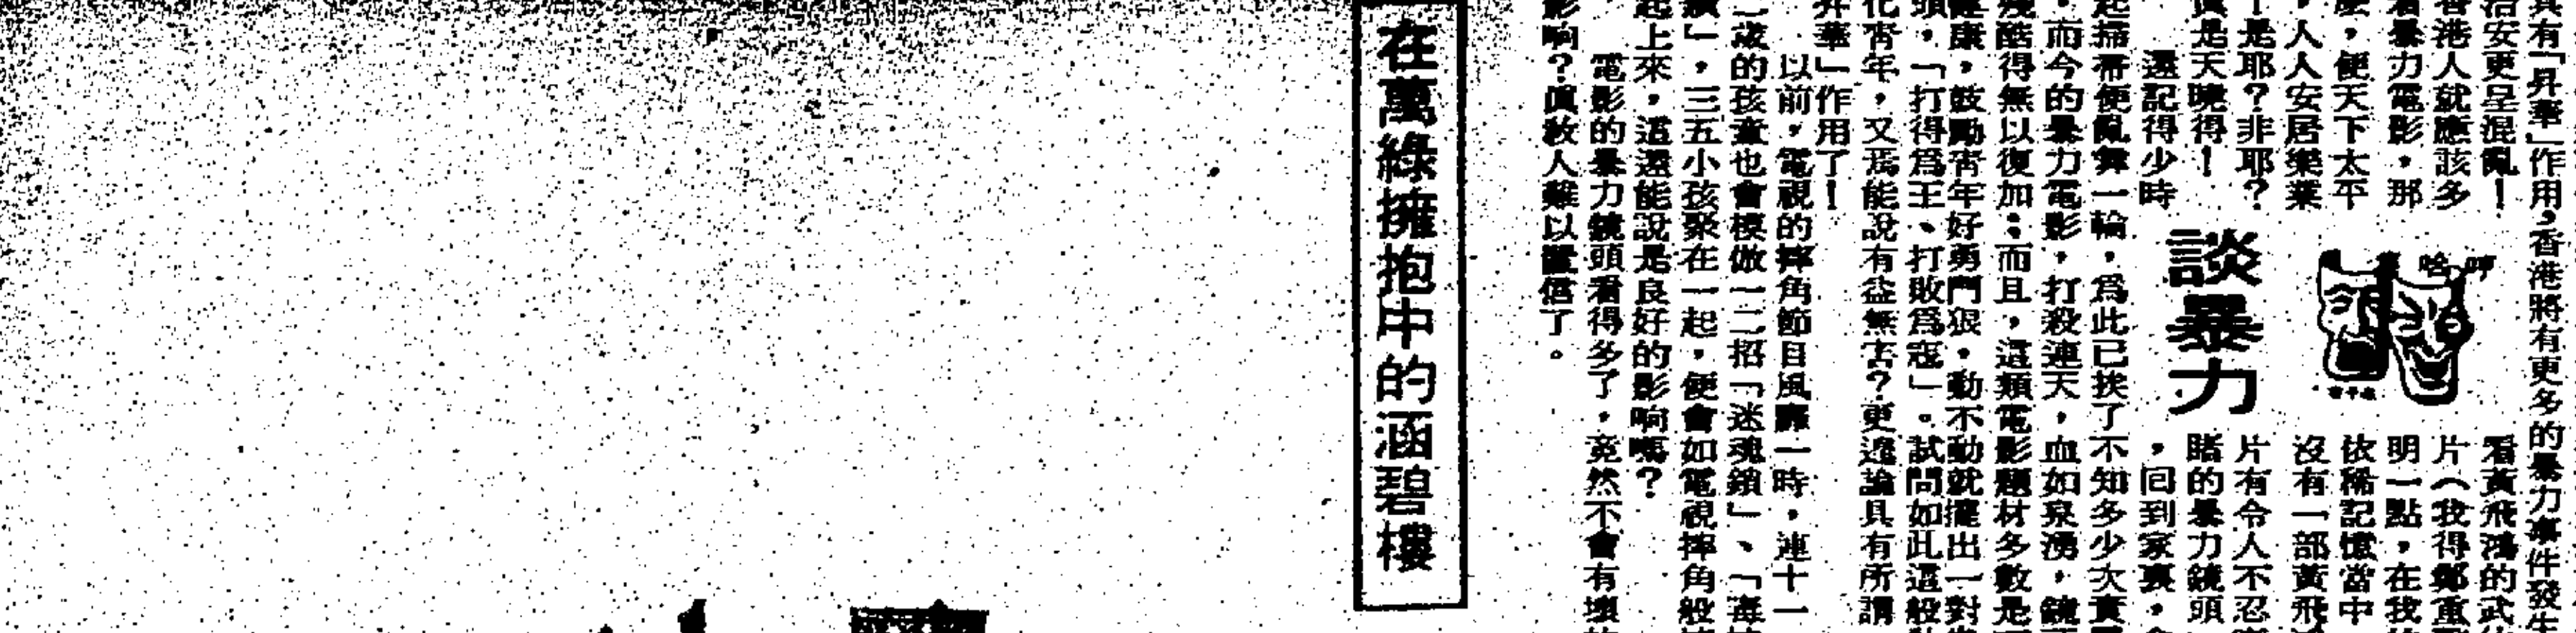 具有「昇華」作用，香港將有更多的暴力事件發生
治安更呈混亂！
香港人就應該多
看暴力電影，那
麼，便天下太平
，人人安居樂業
！是耶？非耶？
眞是天曉得！
還記得少時
哈
談暴力
看黃飛鴻的武
片（我得鄭重
明一點，在我
依稀記憶當中
沒有一部黃飛
片有令人不忍
睹的暴力鏡頭
，回到家裏，
起掃帚便亂舞一輪，爲此已挨了不知多少次責
，而今的暴力電影，打殺連天，血如泉湧，鏡
殘酷得無以復加；而且，這類電影題材多數是
健康，鼓勵靑年好勇鬥狠，動不動就擺出一對
頭，「打得爲王、打敗爲寇」。試問如此這般
化靑年，又焉能說有益無害？更遑論具有所謂
昇華」作用了！
以前，電視的摔角節目風靡一時，連十一
二歲的孩童也會模倣一二招「迷魂鎖」、「毒
」，三五小孩聚在一起，便會如電視摔角般
起上來，這還能說是良好的影响嗎？
電影的暴力鏡頭看得多了，竟然不會有壞
影响？眞敎人難以置信了。
在萬綠擁抱中的涵碧樓